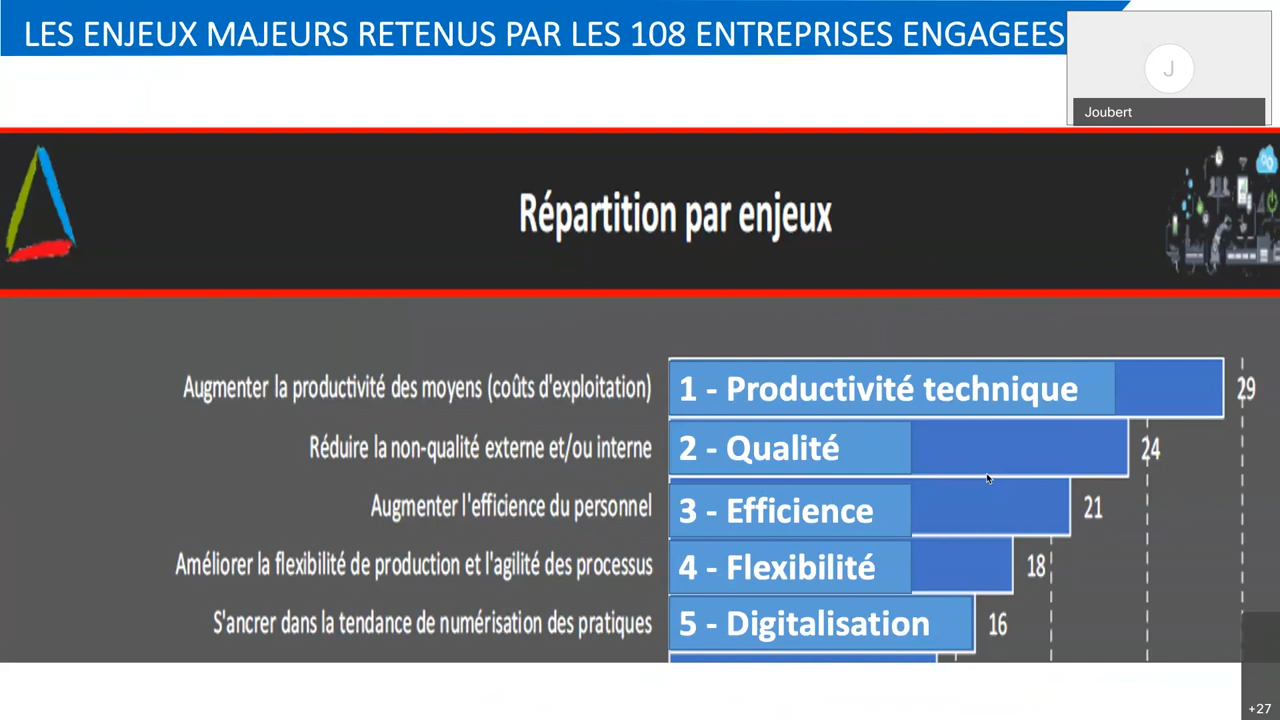 LES ENJEUX MAJEURS RETENUS PAR LES 108 ENTREPRISES ENGAGEES
J
Joubert
Répartition par enjeux
Augmenter la productivité des moyens (coûts d'exploitation)
1 - Productivité technique
29
Réduire la non-qualité externe et/ou interne
2 - Qualité
24
Augmenter l'efficience du personnel
3 - Efficience
21
Améliorer la flexibilité de production et l'agilité des processus
4 - Flexibilité
18
S'ancrer dans la tendance de numérisation des pratiques
5 - Digitalisation
16
+27